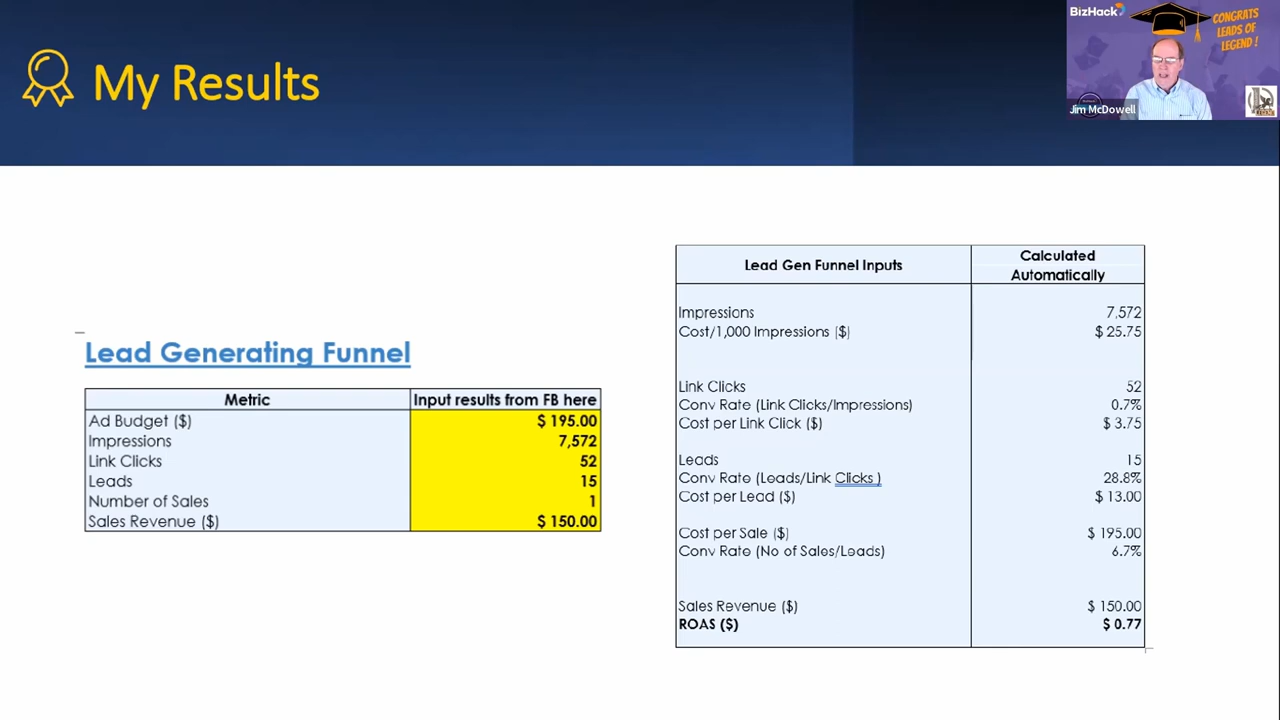 My Results
BizHack
CONGRATS
LEADS OF
LEGEND !
Jim McDowell
Lead Generating Funnel
Metric Input results from FB here
Ad Budget ($) $ 195.00
Impressions 7,572
Link Clicks 52
Leads 15
Number of Sales 1
Sales Revenue ($) $ 150.00
Lead Gen Funnel Inputs Calculated Automatically
Impressions 7,572
Cost/1,000 Impressions ($) $ 25.75
Link Clicks 52
Conv Rate (Link Clicks/Impressions) 0.7%
Cost per Link Click ($) $ 3.75
Leads 15
Conv Rate (Leads/Link Clicks ) 28.8%
Cost per Lead ($) $ 13.00
Cost per Sale ($) $ 195.00
Conv Rate (No of Sales/Leads) 6.7%
Sales Revenue ($) $ 150.00
ROAS ($) $ 0.77